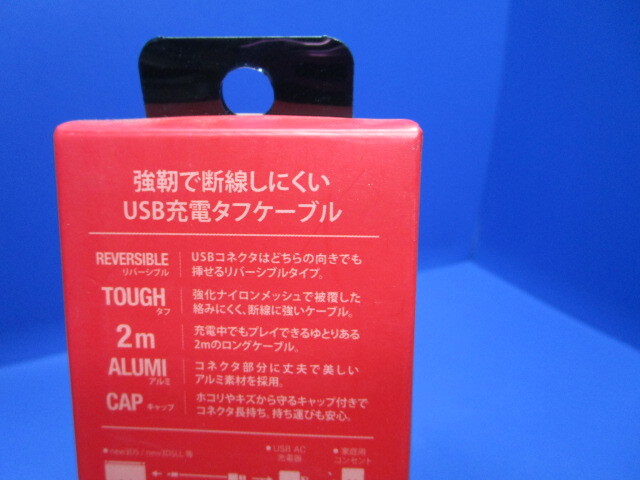 強靭で断線しにくい
USB充電タフケーブル
REVERSIBLE
リバーシブル
USBコネクタはどちらの向きでも
挿せるリバーシブルタイプ。
TOUGH
タフ
強化ナイロンメッシュで被覆した
絡みにくく、断線に強いケーブル。
2m
充電中でもプレイできるゆとりある
2mのロングケーブル。
ALUMI
アルミ
コネクタ部分に丈夫で美しい
アルミ素材を採用。
CAP キャップ
ホコリやキズから守るキャップ付きで
コネクタ長持ち。持ち運びも安心。
●new3DS / new3DSLL 等
●USB AC
充電器
●家庭用
コンセント